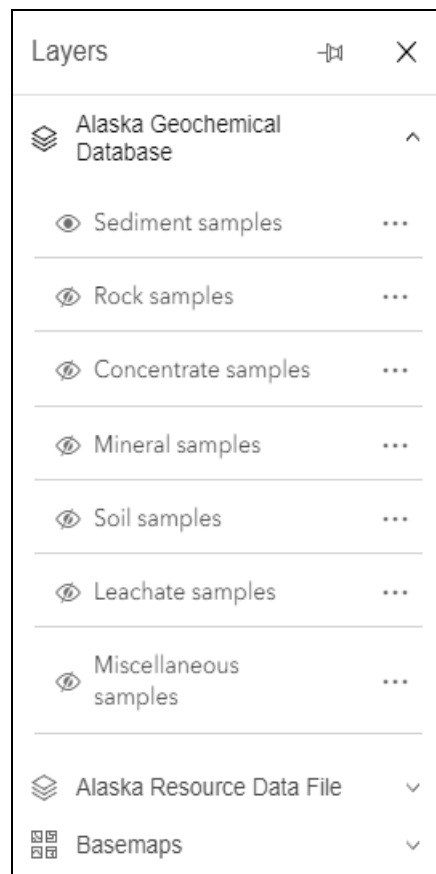 Layers
Alaska Geochemical
Database
Sediment samples
Rock samples
Concentrate samples
Mineral samples
Soil samples
Leachate samples
Miscellaneous
samples
Alaska Resource Data File
Basemaps